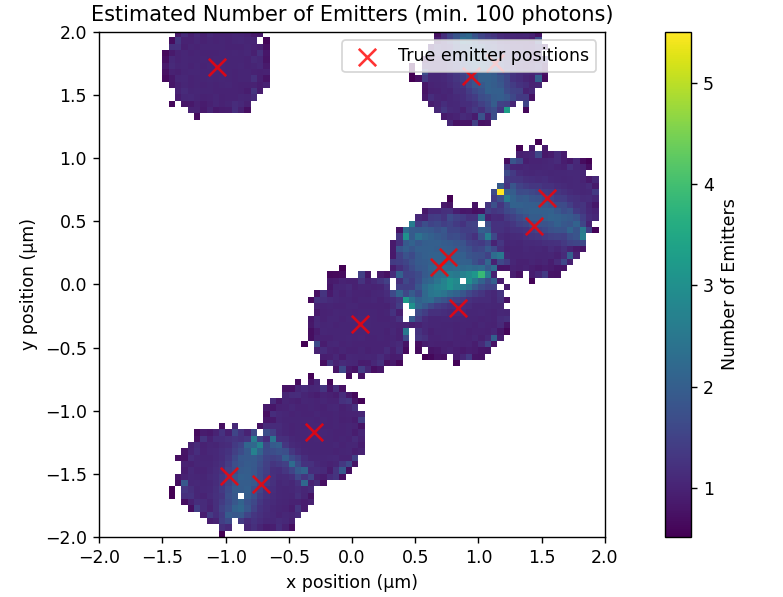 Estimated Number of Emitters (min. 100 photons)
True emitter positions
2.0
1.5
1.0
0.5
0.0
−0.5
−1.0
−1.5
−2.0
y position (μm)
−2.0 −1.5 −1.0 −0.5 0.0 0.5 1.0 1.5 2.0
x position (μm)
5
4
3
2
1
Number of Emitters